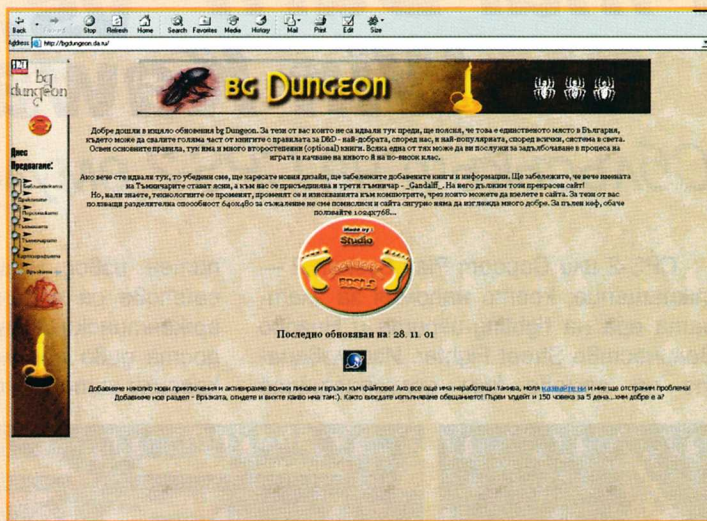 Back
Stop
Refresh
Home
Search
Favorites
Media
History
Mail
Print
Edit
Size
Address
http://bgdungeon.da.ru/
bg
dungeon
BG DUNGEON
Днес
Предлагаме:
Добре дошли в изцяло обновения bg Dungeon. За тези от вас които не са идвали тук преди, ще поясня, че това е единственото място в България,
където може да свалите голяма част от книгите с правилата за D&D - най-добрата, според нас, и най-популярната, според всички, система в света.
Освен основните правила, тук има и много второстепенни (optional) книги. Всяка една от тях може да ви послужи за задълбочаване в процеса на
играта и качване на нивото й на по-висок клас.
Ако вече сте идвали тук, то убедени сме, ще харесате новия дизайн, ще забележите добавените книги и информации. Ще забележите, че вече имената
на Тъмничарите стават ясни, а към нас се присъединява и трети тъмничар - _Gandalff_. На него дължим този прекрасен сайт!
Но, нали знаете, технологиите се променят, променят се и изискванията към компютрите, чрез които можете да влезете в сайта. За тези от вас
ползващи разделителна способност 640x480 за съжаление не сме помислили и сайта сигурно няма да изглежда много добре. За пълен кеф, обаче
ползвайте 1024x768...
Made by :
Studio
Последно обновяван на: 28. 11. 01
Добавихме няколко нови приключения и активирахме всички линове и връзки към файлове! Ако все още има неработещи такива, моля казвайте ни и ние ще отстраним проблема!
Добавихме нов раздел - Връзката, отидете и вижте какво има там:). Както виждате изпълняваме обещанието! Първи ъпдейт и 150 човека за 5 дена...хмм добре е а?